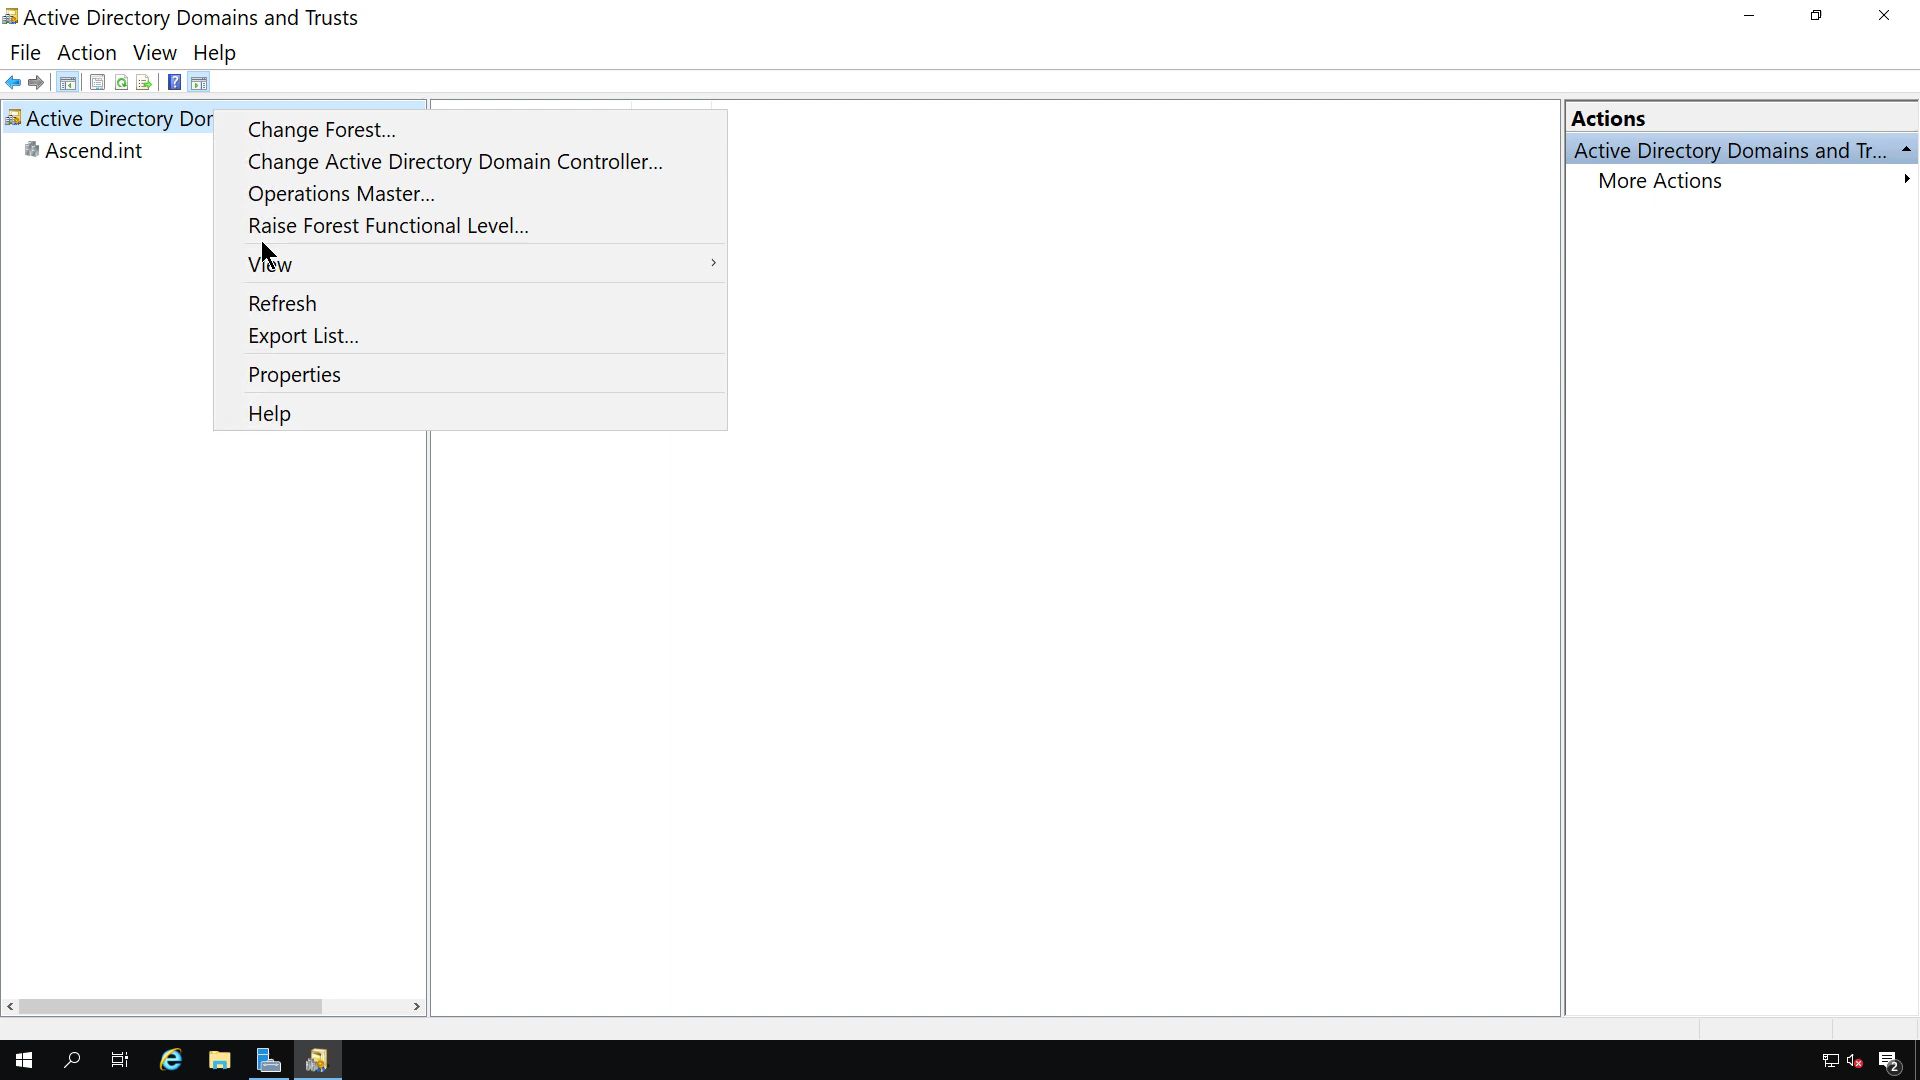 Active Directory Domains and Trusts
File Action View Help
Active Directory Dor
Ascend.int
Change Forest...
Change Active Directory Domain Controller...
Operations Master...
Raise Forest Functional Level...
View
Refresh
Export List...
Properties
Help
Actions
Active Directory Domains and Tr...
More Actions
2